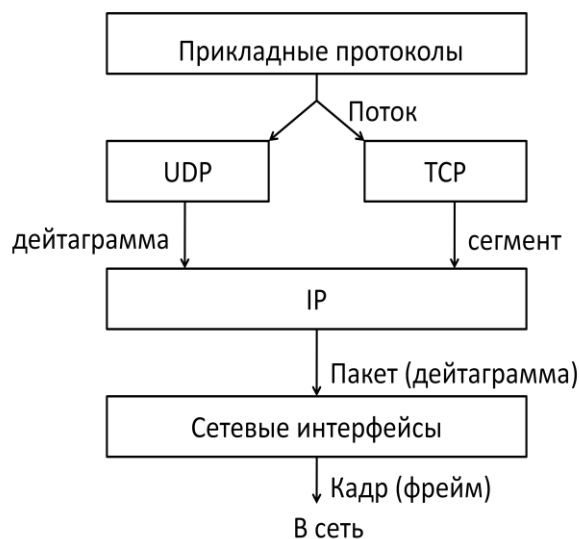 Прикладные протоколы
Поток
UDP
TCP
дейтаграмма
сегмент
IP
Пакет (дейтаграмма)
Сетевые интерфейсы
Кадр (фрейм)
В сеть